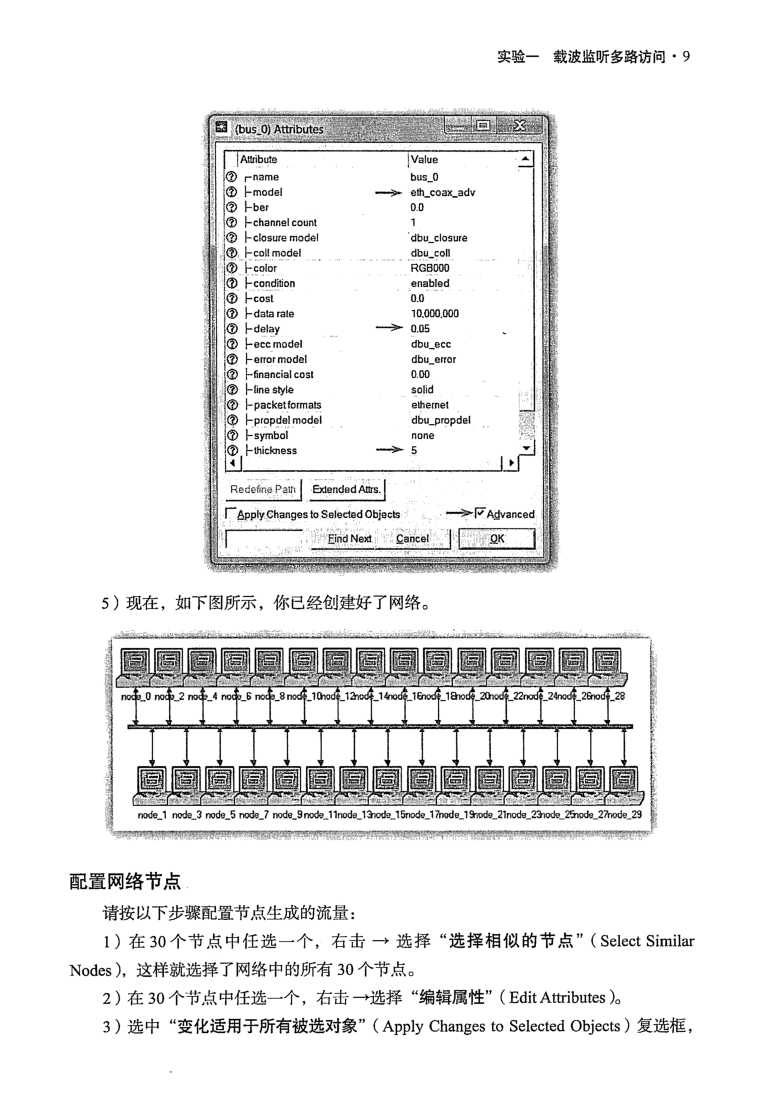 实验一 载波监听多路访问·9
(bus_0) Attributes
Attribute Value
name bus_0
model eth_coax_adv
ber 0.0
channel count 1
closure model dbu_closure
coll model dbu_coll
color RGB000
condition enabled
cost 0.0
data rate 10,000,000
delay 0.05
ecc model dbu_ecc
error model dbu_error
financial cost 0.00
line style solid
packet formats ethernet
propdel model dbu_propdel
symbol none
thickness 5
Redefine Path Extended Attrs.
Apply Changes to Selected Objects Advanced
Find Next Cancel OK
5）现在，如下图所示，你已经创建好了网络。
node_0 node_2 node_4 node_6 node_8 node_10 node_12 node_14 node_16 node_18 node_20 node_22 node_24 node_26 node_28
node_1 node_3 node_5 node_7 node_9 node_11 node_13 node_15 node_17 node_19 node_21 node_23 node_25 node_27 node_29
配置网络节点
请按以下步骤配置节点生成的流量：
1）在 30 个节点中任选一个，右击 → 选择“选择相似的节点”（Select Similar
Nodes），这样就选择了网络中的所有 30 个节点。
2）在 30 个节点中任选一个，右击 →选择“编辑属性”（Edit Attributes）。
3）选中“变化适用于所有被选对象”（Apply Changes to Selected Objects）复选框，